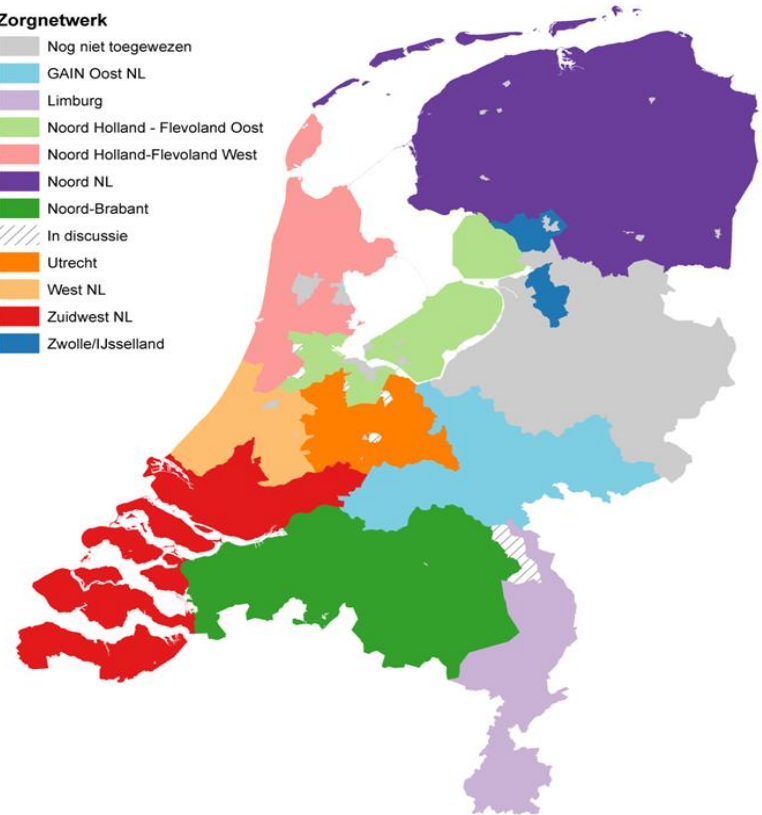 Zorgnetwerk
Nog niet toegewezen
GAIN Oost NL
Limburg
Noord Holland - Flevoland Oost
Noord Holland-Flevoland West
Noord NL
Noord-Brabant
In discussie
Utrecht
West NL
Zuidwest NL
Zwolle/IJsselland